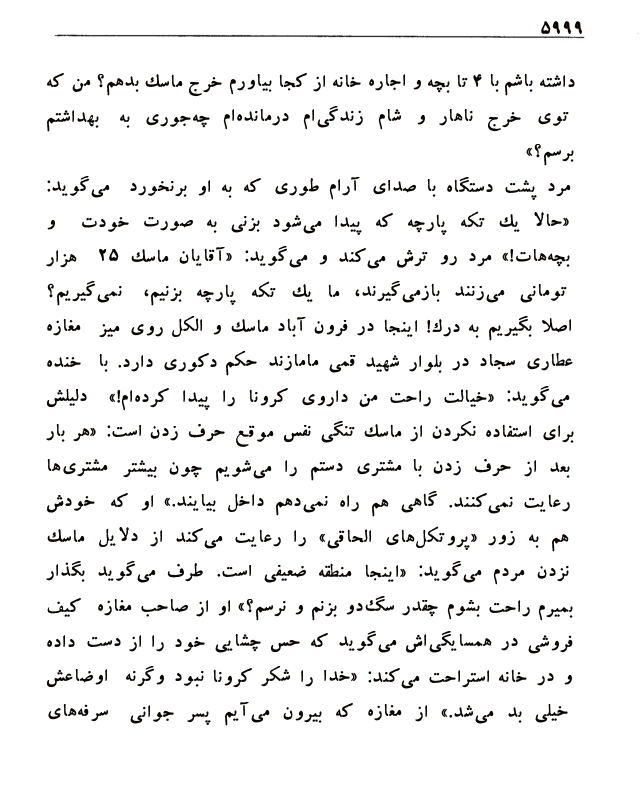 ۵۹۹۹
داشته باشم با ۴ تا بچه و اجاره خانه از کجا بیاورم خرج ماسك بدهم؟ من که
توی خرج ناهار و شام زندگی‌ام درمانده‌ام چه‌جوری به بهداشتم
برسم؟»
مرد پشت دستگاه با صدای آرام طوری که به او برنخورد می‌گوید:
«حالا یك تکه پارچه که پیدا می‌شود بزنی به صورت خودت و
بچه‌هات!» مرد رو ترش می‌کند و می‌گوید: «آقایان ماسك ۲۵ هزار
تومانی می‌زنند بازمی‌گیرند، ما یك تکه پارچه بزنیم، نمی‌گیریم؟
اصلا بگیریم به درك! اینجا در فرون آباد ماسك و الکل روی میز مغازه
عطاری سجاد در بلوار شهید قمی مامازند حکم دکوری دارد. با خنده
می‌گوید: «خیالت راحت من داروی کرونا را پیدا کرده‌ام!» دلیلش
برای استفاده نکردن از ماسك تنگی نفس موقع حرف زدن است: «هر بار
بعد از حرف زدن با مشتری دستم را می‌شویم چون بیشتر مشتری‌ها
رعایت نمی‌کنند. گاهی هم راه نمی‌دهم داخل بیایند.» او که خودش
هم به زور «پروتکل‌های الحاقی» را رعایت می‌کند از دلایل ماسك
نزدن مردم می‌گوید: «اینجا منطقه ضعیفی است. طرف می‌گوید بگذار
بمیرم راحت بشوم چقدر سگ‌دو بزنم و نرسم؟» او از صاحب مغازه کیف
فروشی در همسایگی‌اش می‌گوید که حس چشایی خود را از دست داده
و در خانه استراحت می‌کند: «خدا را شکر کرونا نبود وگرنه اوضاعش
خیلی بد می‌شد.» از مغازه که بیرون می‌آیم پسر جوانی سرفه‌های